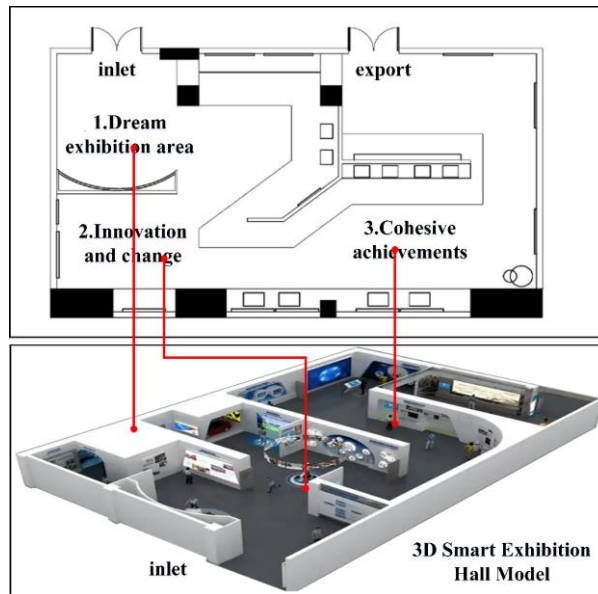 inlet
export
1.Dream
exhibition area
2.Innovation
and change
3.Cohesive
achievements
inlet
3D Smart Exhibition
Hall Model